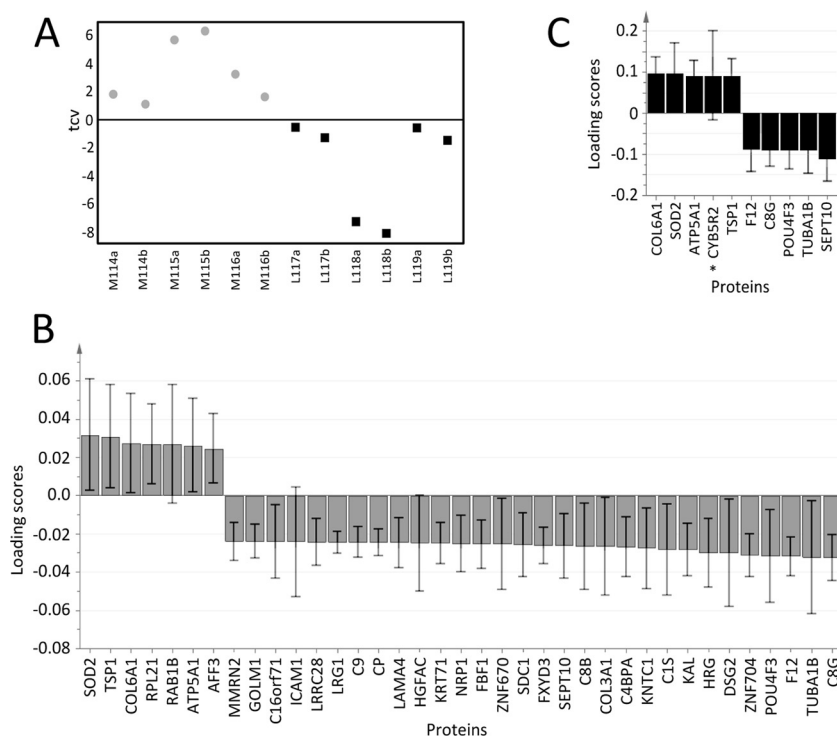 A
6
4
2
0
-2
-4
-6
-8
tcv
M114a M114b M115a M115b M116a M116b L117a L117b L118a L118b L119a L119b
C
0.2
0.1
0
-0.1
-0.2
Loading scores
COL6A1 SOD2 ATP5A1 * CYB5R2 TSP1 F12 C8G POU4F3 TUBA1B SEPT10
Proteins
B
0.06
0.04
0.02
0.0
-0.02
-0.04
-0.06
-0.08
Loading scores
SOD2 TSP1 COL6A1 RPL21 RAB1B ATP5A1 AFF3 MMRN2 GOLM1 C16orf71 ICAM1 LRRC28 LRG1 C9 CP LAMA4 HGFAC KRT71 NRP1 FBF1 ZNF670 SDC1 FXYD3 SEPT10 C8B COL3A1 C4BPA KNTC1 C1S KAL HRG DSG2 ZNF704 POU4F3 F12 TUBA1B C8G
Proteins